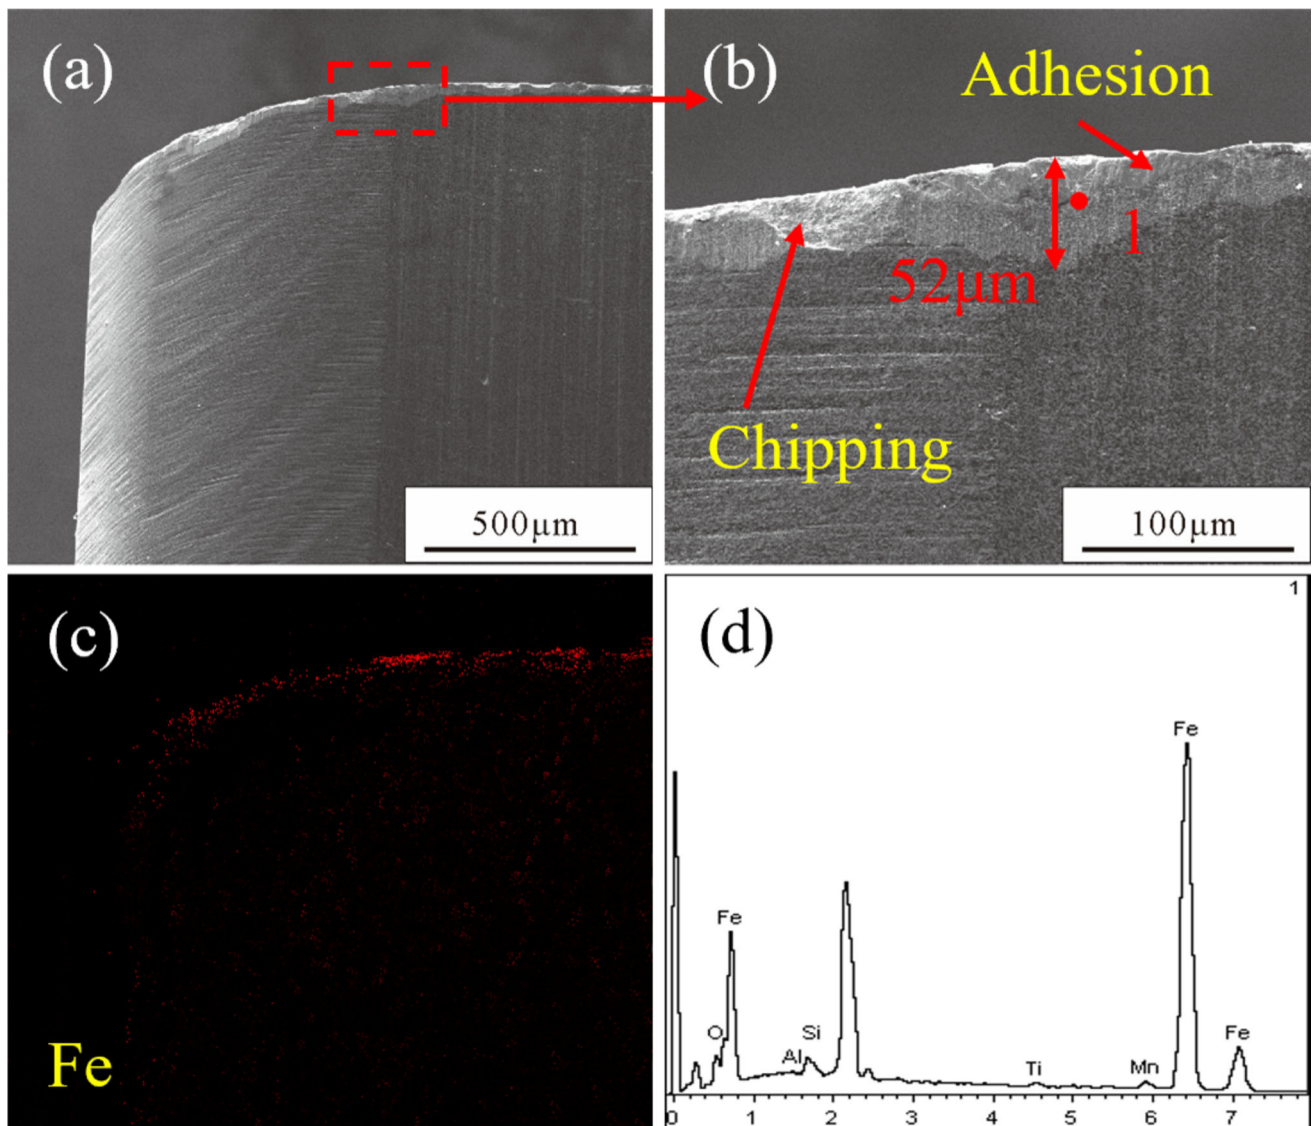 (a)
500μm
(b)
Adhesion
1
52μm
Chipping
100μm
(c)
Fe
(d)
1
Fe
Fe
O
Si
Al
Ti
Mn
Fe
0 1 2 3 4 5 6 7